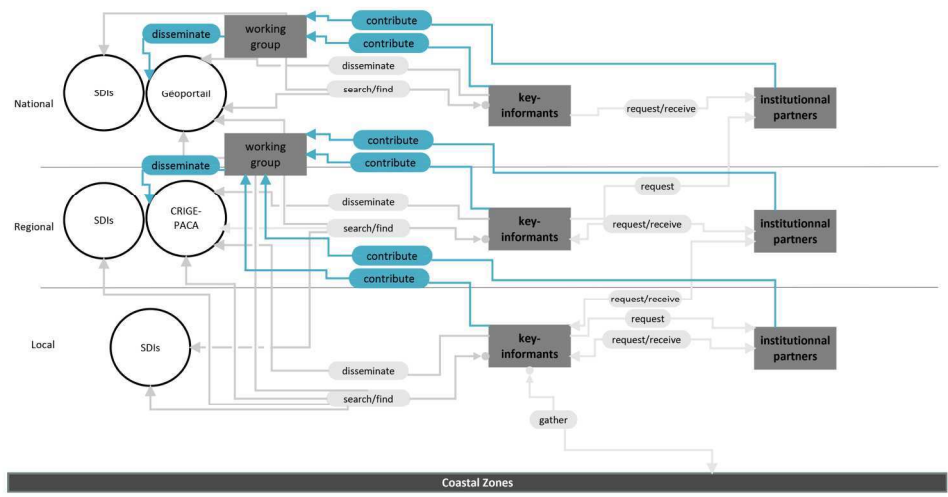 contribute
disseminate
working
group
contribute
disseminate
SDIs
Geoportail
search/find
key-
informants
institutionnal
partners
National
request/receive
contribute
working
group
disseminate
contribute
request
SDIs
CRIGE-
PACA
disseminate
key-
informants
institutionnal
partners
Regional
search/find
request/receive
contribute
contribute
request/receive
request
Local
SDIs
key-
informants
institutionnal
partners
request/receive
disseminate
search/find
gather
Coastal Zones